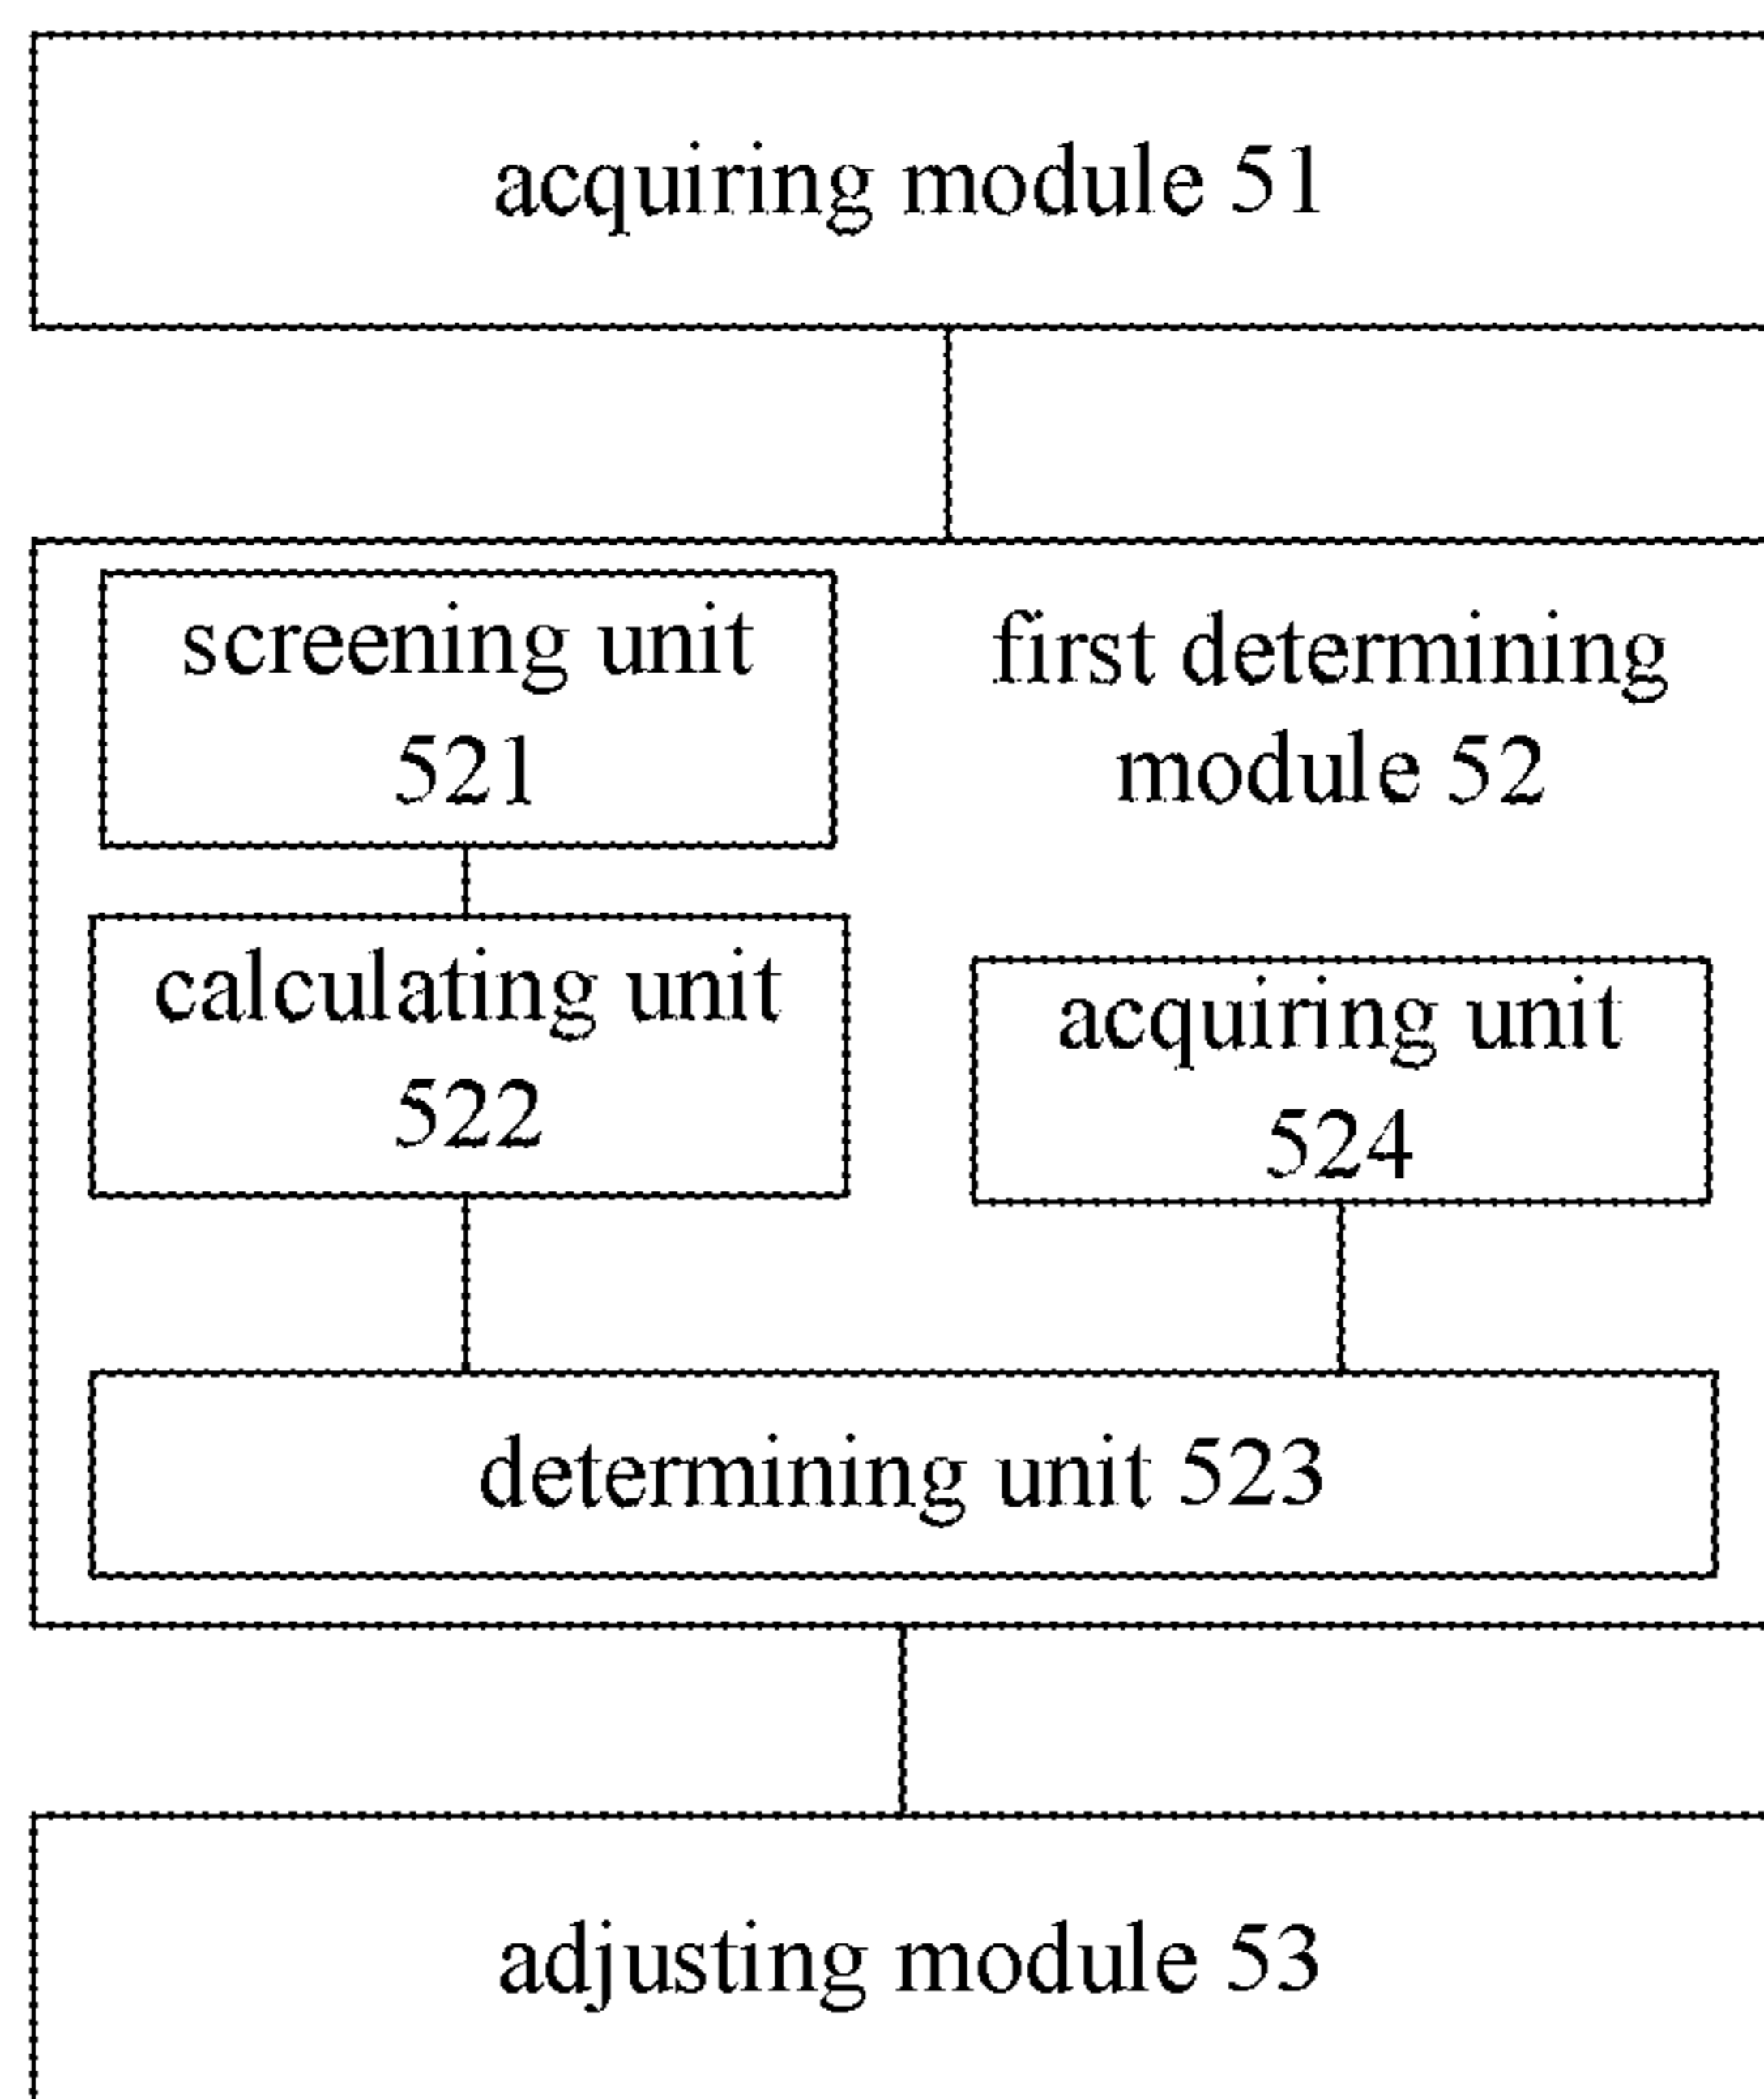 acquiring module 51
screening unit
521
first determining
module 52
calculating unit
522
acquiring unit
524
determining unit 523
adjusting module 53